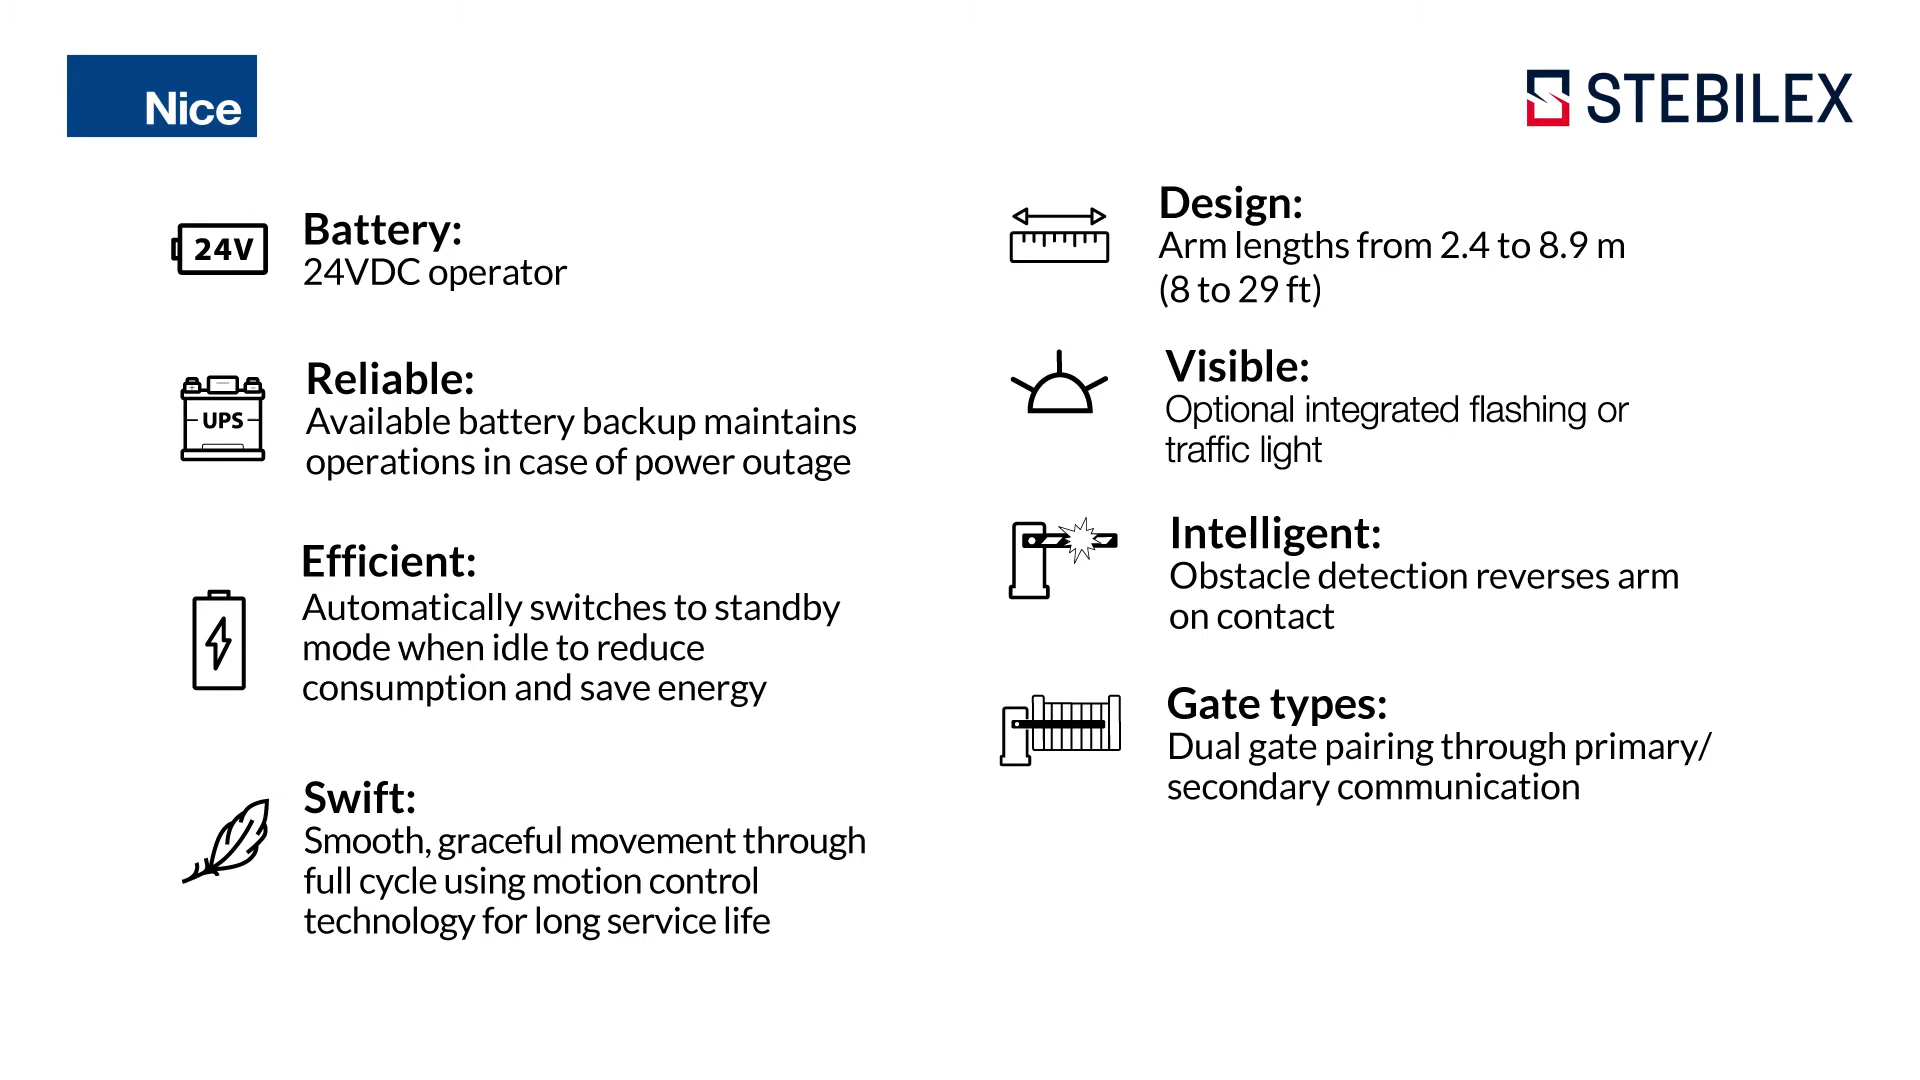 Nice
STEBILEX
24V
Battery:
24VDC operator
UPS
Reliable:
Available battery backup maintains
operations in case of power outage
Efficient:
Automatically switches to standby
mode when idle to reduce
consumption and save energy
Swift:
Smooth, graceful movement through
full cycle using motion control
technology for long service life
Design:
Arm lengths from 2.4 to 8.9 m
(8 to 29 ft)
Visible:
Optional integrated flashing or
traffic light
Intelligent:
Obstacle detection reverses arm
on contact
Gate types:
Dual gate pairing through primary/
secondary communication